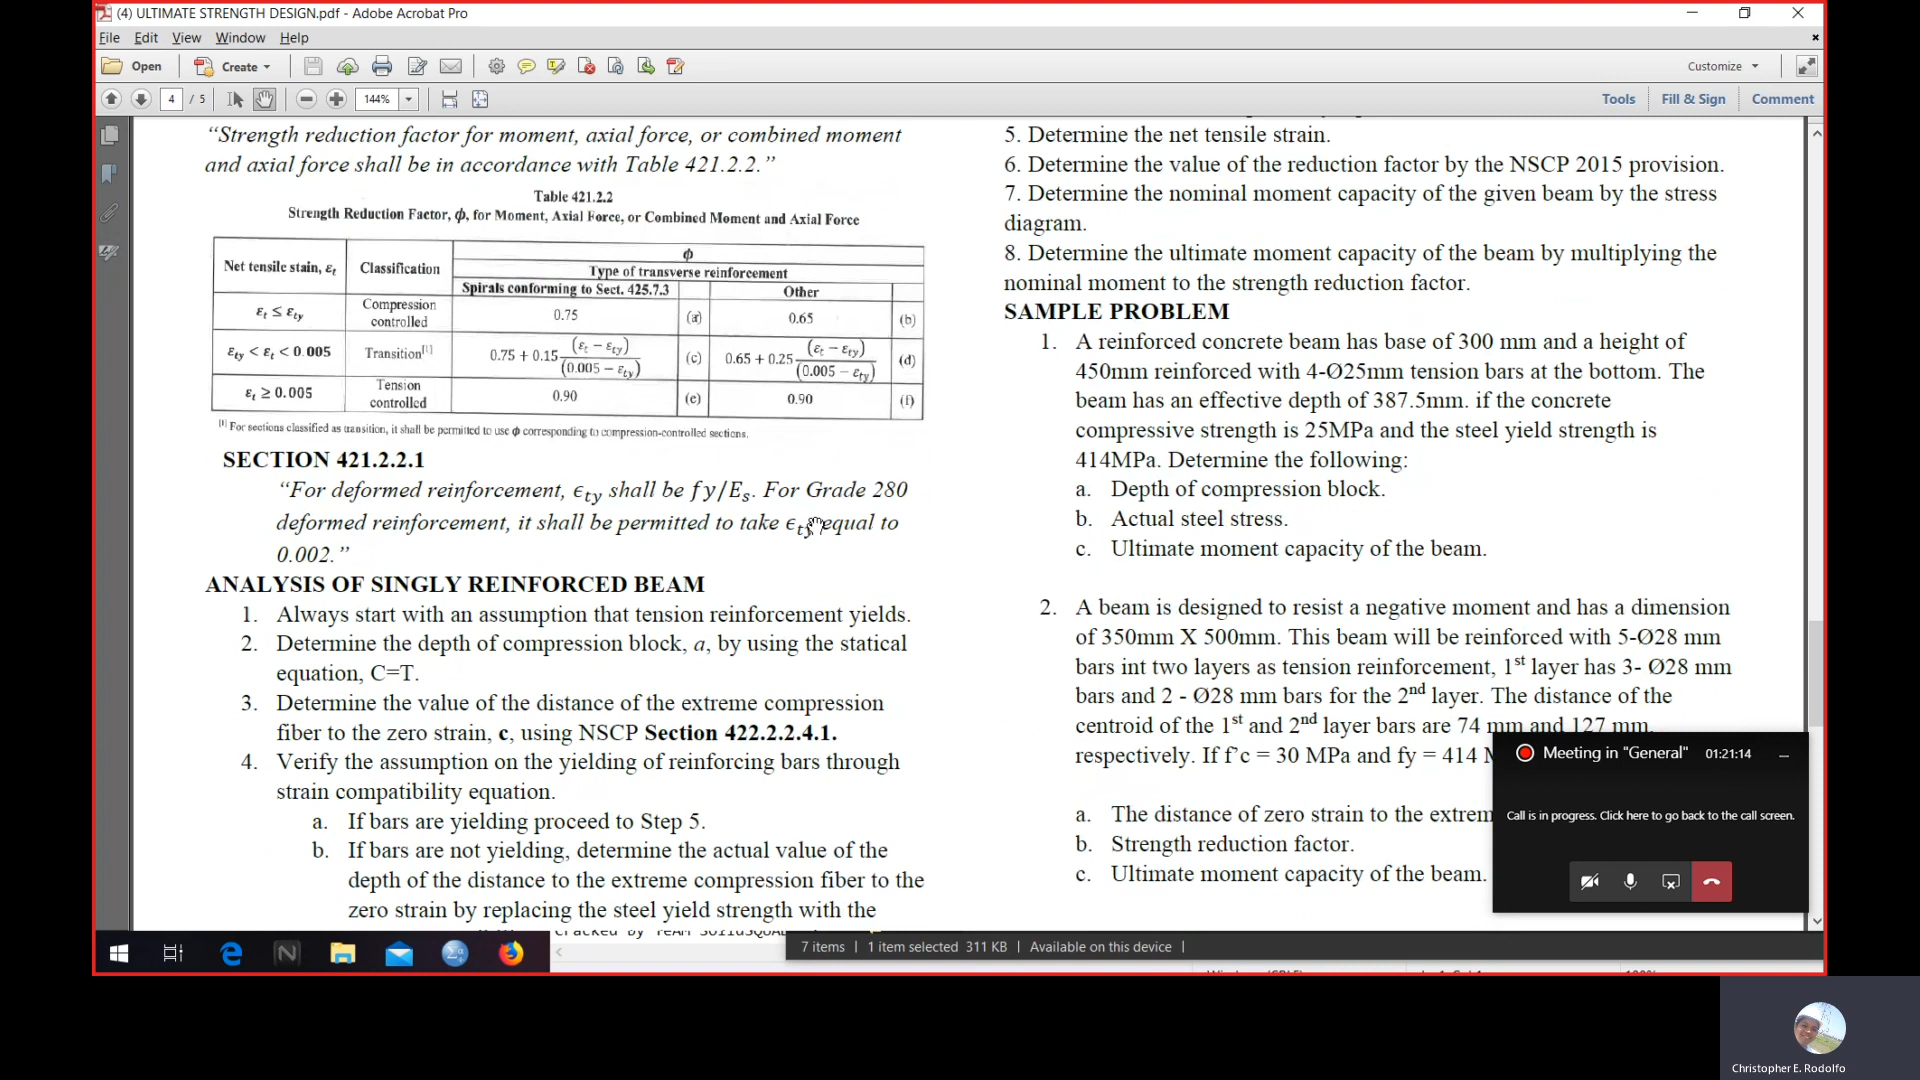 (4) ULTIMATE STRENGTH DESIGN.pdf - Adobe Acrobat Pro
File Edit View Window Help
Open Create Customize
4 / 5 144% Tools Fill & Sign Comment
“Strength reduction factor for moment, axial force, or combined moment
and axial force shall be in accordance with Table 421.2.2.”
Table 421.2.2
Strength Reduction Factor, ϕ, for Moment, Axial Force, or Combined Moment and Axial Force
Net tensile stain, εt Classification ϕ
Type of transverse reinforcement
Spirals conforming to Sect. 425.7.3 Other
εt ≤ εty Compression controlled 0.75 (a) 0.65 (b)
εty < εt < 0.005 Transition[1] 0.75 + 0.15 (εt − εty)/(0.005 − εty) (c) 0.65 + 0.25 (εt − εty)/(0.005 − εty) (d)
εt ≥ 0.005 Tension controlled 0.90 (e) 0.90 (f)
[1] For sections classified as transition, it shall be permitted to use ϕ corresponding to compression-controlled sections.
SECTION 421.2.2.1
“For deformed reinforcement, ϵty shall be fy/Es. For Grade 280
deformed reinforcement, it shall be permitted to take ϵty equal to
0.002.”
ANALYSIS OF SINGLY REINFORCED BEAM
1. Always start with an assumption that tension reinforcement yields.
2. Determine the depth of compression block, a, by using the statical
equation, C=T.
3. Determine the value of the distance of the extreme compression
fiber to the zero strain, c, using NSCP Section 422.2.2.4.1.
4. Verify the assumption on the yielding of reinforcing bars through
strain compatibility equation.
a. If bars are yielding proceed to Step 5.
b. If bars are not yielding, determine the actual value of the
depth of the distance to the extreme compression fiber to the
zero strain by replacing the steel yield strength with the
5. Determine the net tensile strain.
6. Determine the value of the reduction factor by the NSCP 2015 provision.
7. Determine the nominal moment capacity of the given beam by the stress
diagram.
8. Determine the ultimate moment capacity of the beam by multiplying the
nominal moment to the strength reduction factor.
SAMPLE PROBLEM
1. A reinforced concrete beam has base of 300 mm and a height of
450mm reinforced with 4-Ø25mm tension bars at the bottom. The
beam has an effective depth of 387.5mm. if the concrete
compressive strength is 25MPa and the steel yield strength is
414MPa. Determine the following:
a. Depth of compression block.
b. Actual steel stress.
c. Ultimate moment capacity of the beam.
2. A beam is designed to resist a negative moment and has a dimension
of 350mm X 500mm. This beam will be reinforced with 5-Ø28 mm
bars int two layers as tension reinforcement, 1st layer has 3- Ø28 mm
bars and 2 - Ø28 mm bars for the 2nd layer. The distance of the
centroid of the 1st and 2nd layer bars are 74 mm and 127 mm
respectively. If f’c = 30 MPa and fy = 414
a. The distance of zero strain to the extrem
b. Strength reduction factor.
c. Ultimate moment capacity of the beam.
Meeting in "General" 01:21:14
Call is in progress. Click here to go back to the call screen.
7 items | 1 item selected 311 KB | Available on this device |
Christopher E. Rodolfo